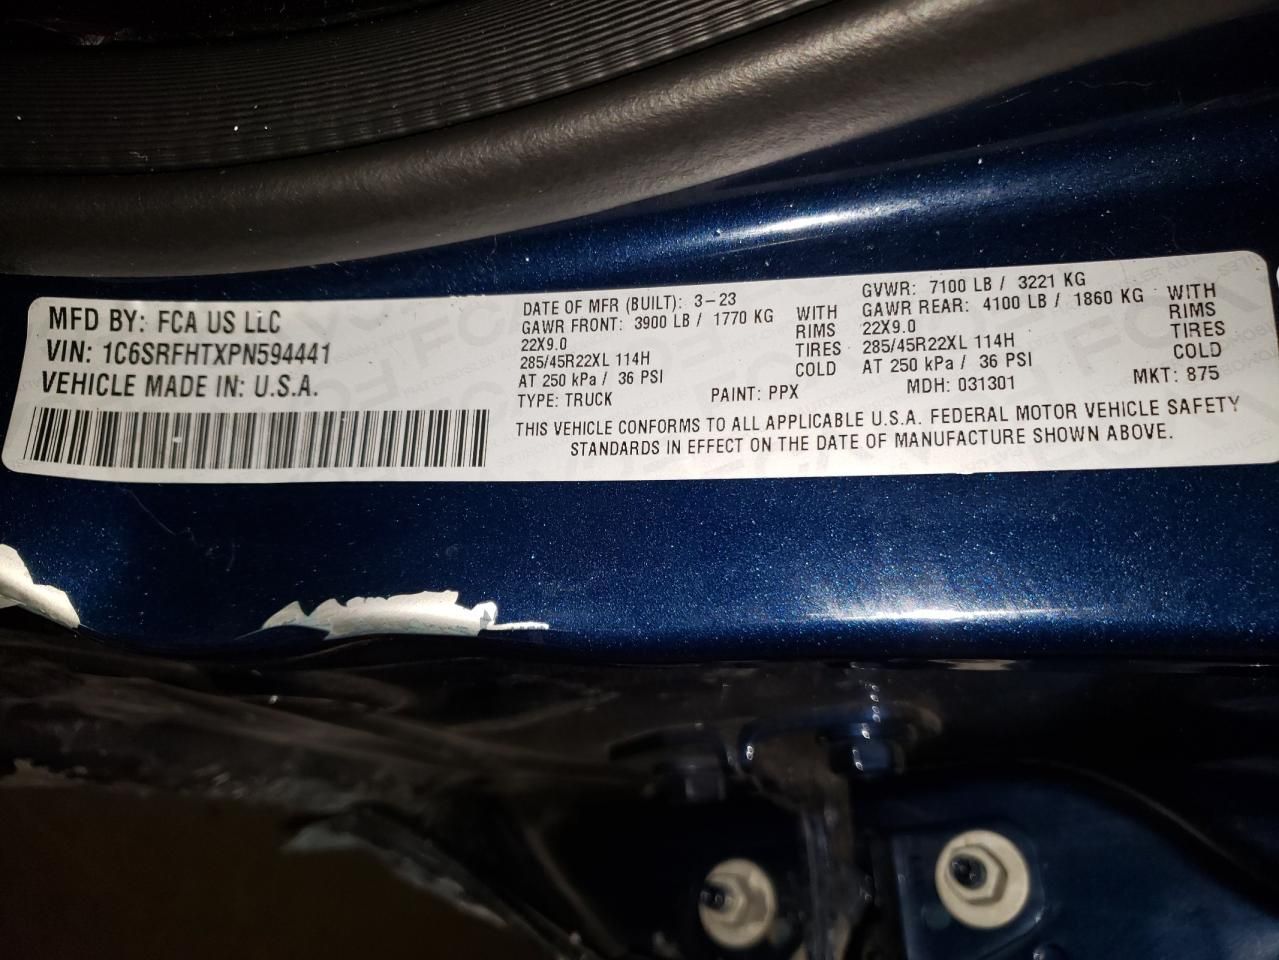 MFD BY: FCA US LLC
VIN: 1C6SRFHTXPN594441
VEHICLE MADE IN: U.S.A.
DATE OF MFR (BUILT): 3-23
GAWR FRONT: 3900 LB / 1770 KG WITH
22X9.0 RIMS
285/45R22XL 114H TIRES
AT 250 kPa / 36 PSI COLD
GVWR: 7100 LB / 3221 KG
GAWR REAR: 4100 LB / 1860 KG WITH
22X9.0 RIMS
285/45R22XL 114H TIRES
AT 250 kPa / 36 PSI COLD
TYPE: TRUCK PAINT: PPX MDH: 031301 MKT: 875
THIS VEHICLE CONFORMS TO ALL APPLICABLE U.S.A. FEDERAL MOTOR VEHICLE SAFETY
STANDARDS IN EFFECT ON THE DATE OF MANUFACTURE SHOWN ABOVE.